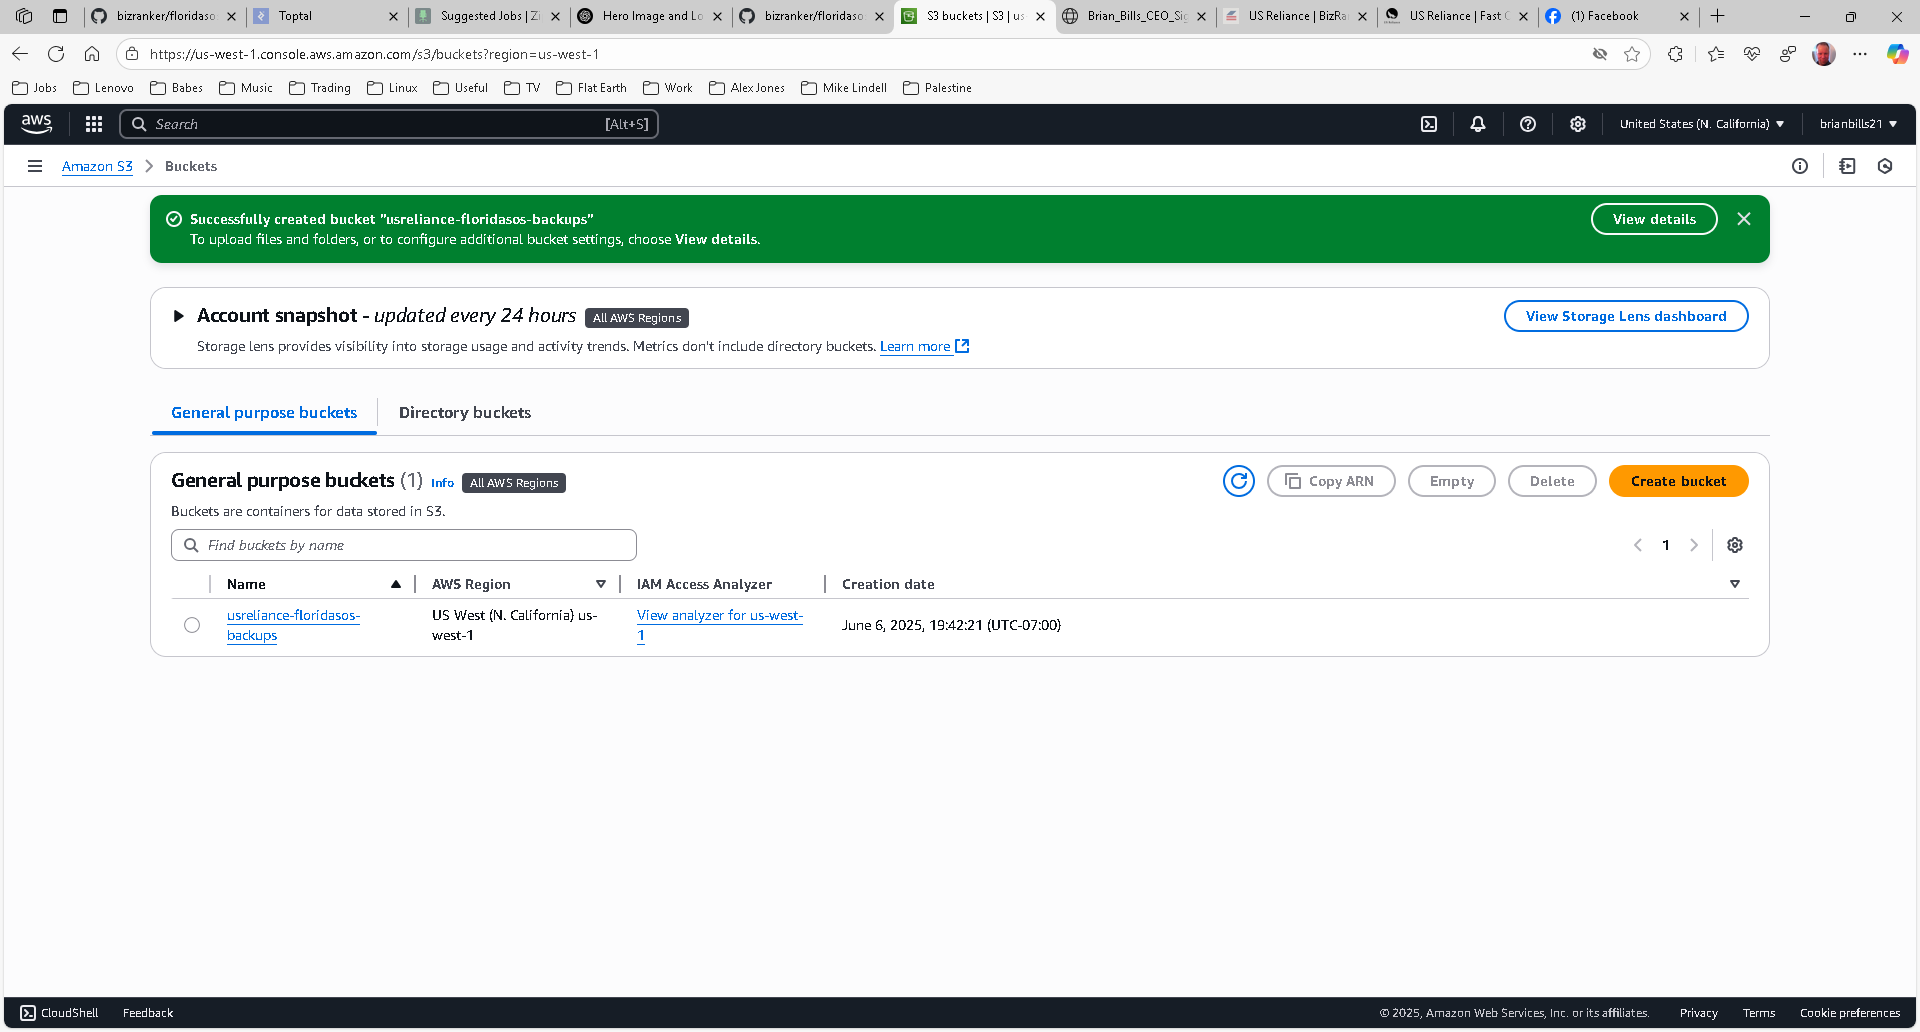 bizranker/floridaso
Toptal
Suggested Jobs | Zi
Hero Image and Lo
bizranker/floridaso
S3 buckets | S3 | us-
Brian_Bills_CEO_Sig
US Reliance | BizRa
US Reliance | Fast C
(1) Facebook
https://us-west-1.console.aws.amazon.com/s3/buckets?region=us-west-1
Jobs Lenovo Babes Music Trading Linux Useful TV Flat Earth Work Alex Jones Mike Lindell Palestine
aws Search [Alt+S] United States (N. California) brianbills21
Amazon S3 Buckets
Successfully created bucket "usreliance-floridasos-backups"
View details
To upload files and folders, or to configure additional bucket settings, choose View details.
Account snapshot - updated every 24 hours All AWS Regions
View Storage Lens dashboard
Storage lens provides visibility into storage usage and activity trends. Metrics don't include directory buckets. Learn more
General purpose buckets Directory buckets
General purpose buckets (1) Info All AWS Regions
Copy ARN Empty Delete Create bucket
Buckets are containers for data stored in S3.
Find buckets by name
1
Name AWS Region IAM Access Analyzer Creation date
usreliance-floridasos-
backups
US West (N. California) us-
west-1
View analyzer for us-west-
1
June 6, 2025, 19:42:21 (UTC-07:00)
CloudShell Feedback © 2025, Amazon Web Services, Inc. or its affiliates. Privacy Terms Cookie preferences